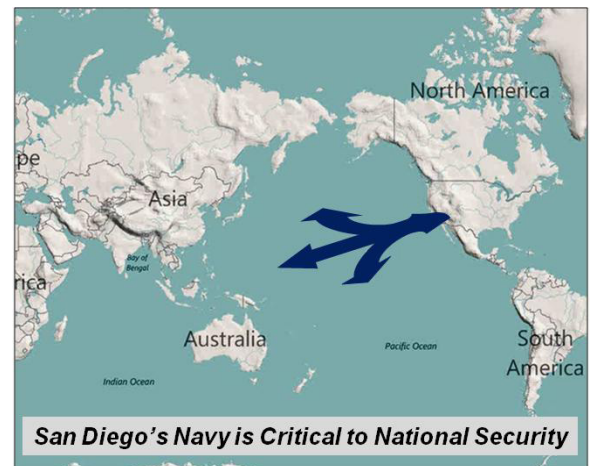 North America
pe
Asia
Bay of
Bengal
rica
Australia
Pacific Ocean
South
America
Indian Ocean
San Diego's Navy is Critical to National Security